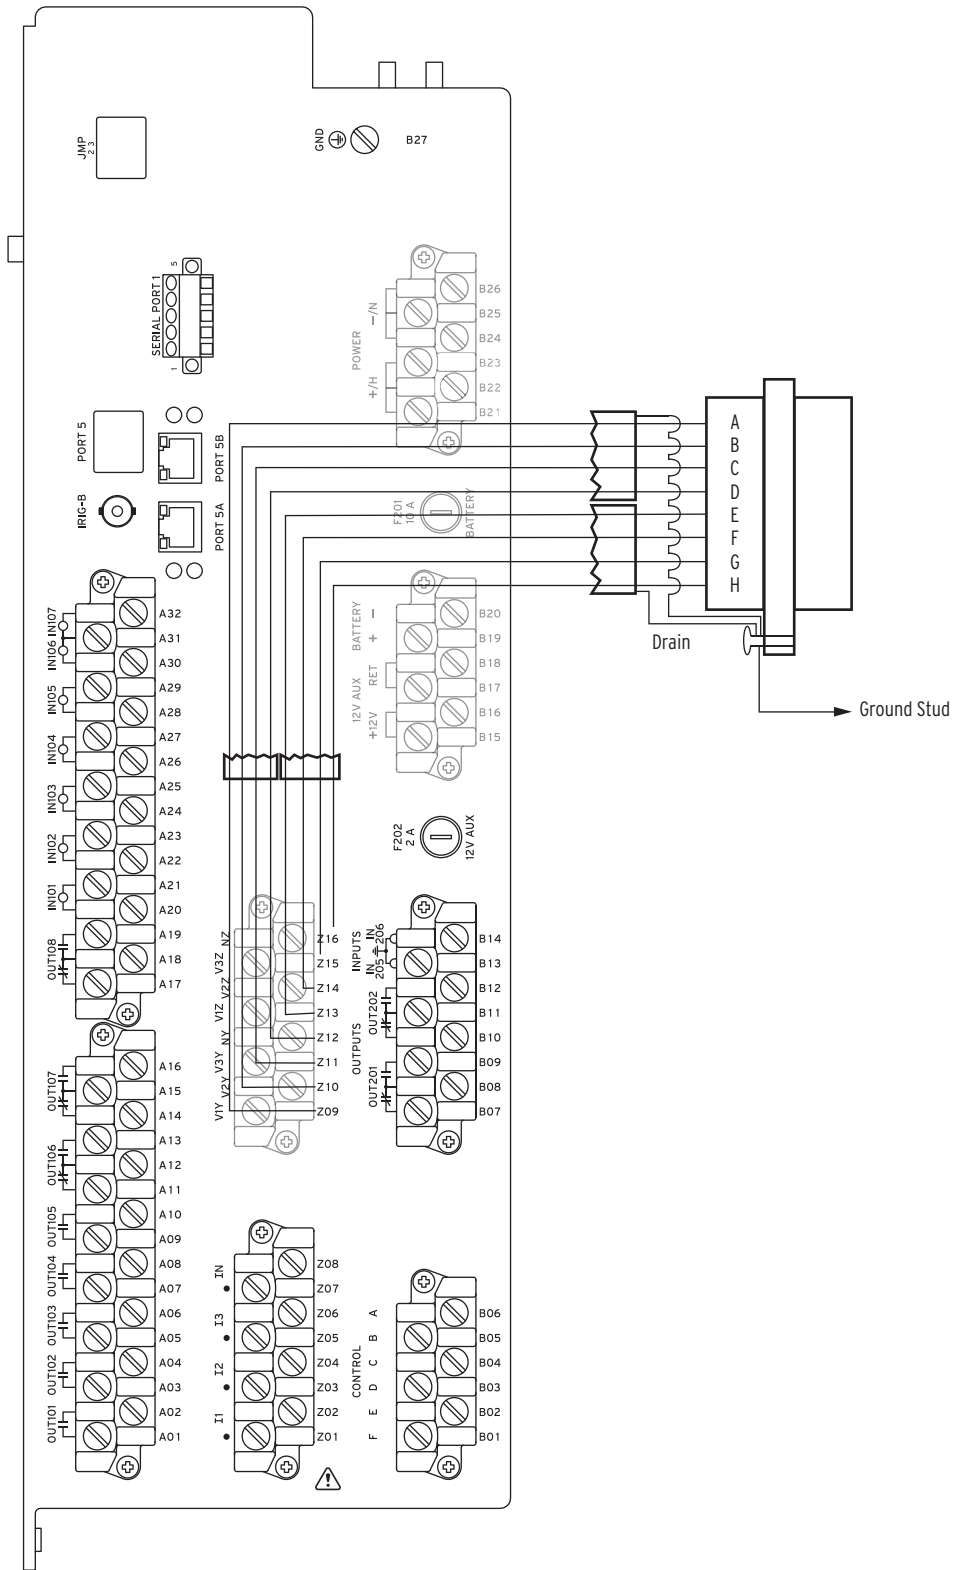 GND
B27
JMP
2 3
SERIAL PORT 1
5
1
B26
B25
B24
B23
B22
B21
POWER
–/N
+/H
PORT 5
PORT 5B
IRIG-B
PORT 5A
F201
10 A
BATTERY
A
B
C
D
E
F
G
H
Drain
Ground Stud
IN106 IN107
IN105
IN104
IN103
IN102
IN101
OUT108
A32
A31
A30
A29
A28
A27
A26
A25
A24
A23
A22
A21
A20
A19
A18
A17
BATTERY
–
+
12V AUX
RET
+12V
B20
B19
B18
B17
B16
B15
F202
2 A
12V AUX
NZ
V3Z
V2Z
V1Z
NY
V3Y
V2Y
V1Y
Z16
Z15
Z14
Z13
Z12
Z11
Z10
Z09
INPUTS
IN 206
IN 205
OUTPUTS
OUT202
OUT201
B14
B13
B12
B11
B10
B09
B08
B07
OUT107
OUT106
OUT105
OUT104
OUT103
OUT102
OUT101
A16
A15
A14
A13
A12
A11
A10
A09
A08
A07
A06
A05
A04
A03
A02
A01
IN
I3
I2
I1
Z08
Z07
Z06
Z05
Z04
Z03
Z02
Z01
CONTROL
A
B
C
D
E
F
B06
B05
B04
B03
B02
B01
!